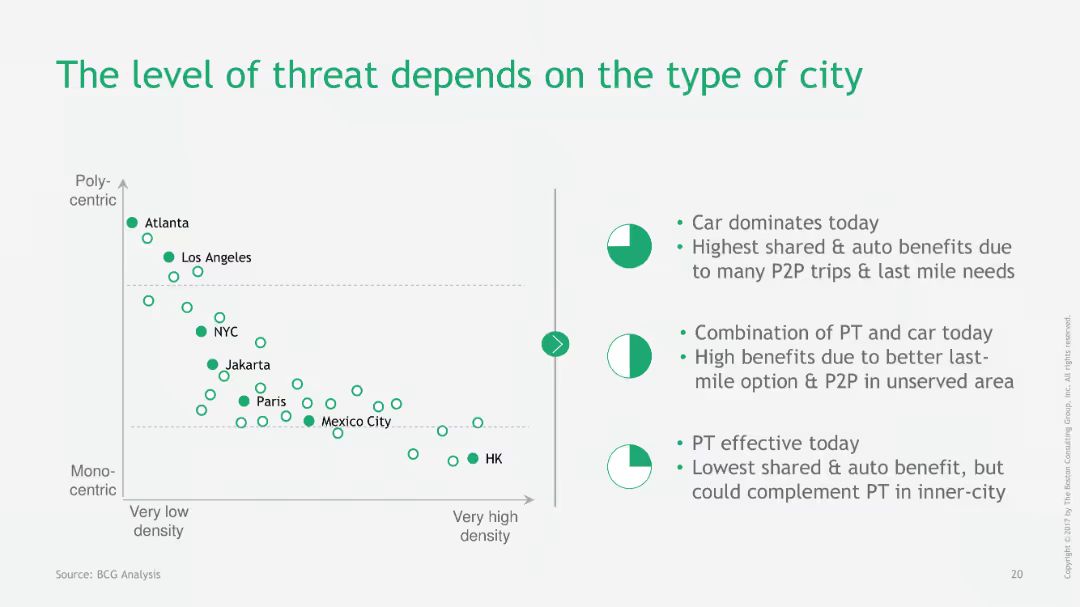 The level of threat depends on the type of city
Poly-
centric
Atlanta
Los Angeles
NYC
Jakarta
Paris
Mexico City
HK
Mono-
centric
Very low
density
Very high
density
• Car dominates today
• Highest shared & auto benefits due
to many P2P trips & last mile needs
• Combination of PT and car today
• High benefits due to better last-
mile option & P2P in unserved area
• PT effective today
• Lowest shared & auto benefit, but
could complement PT in inner-city
Source: BCG Analysis
20
Copyright © 2017 by The Boston Consulting Group, Inc. All rights reserved.